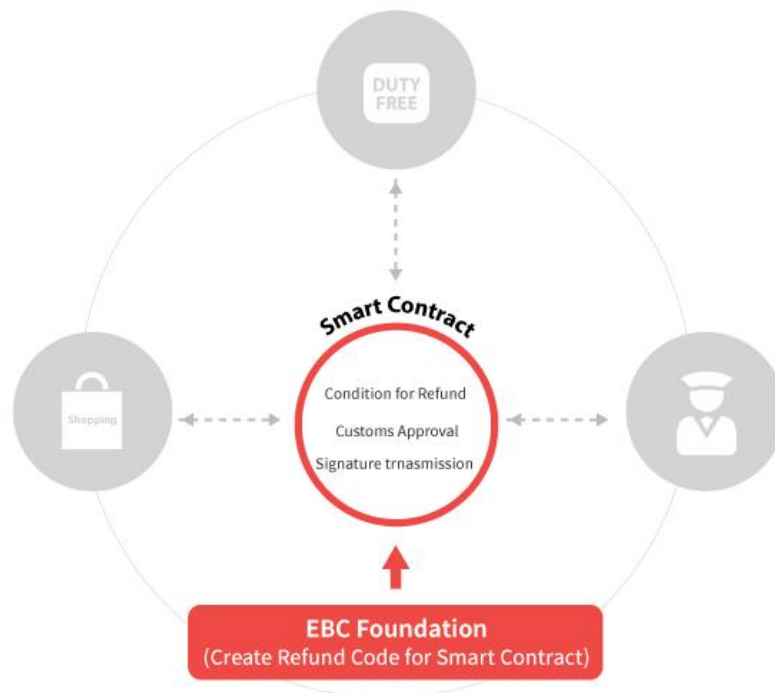 DUTY
FREE
Smart Contract
Shopping
Condition for Refund
Customs Approval
Signature trnasmission
EBC Foundation
(Create Refund Code for Smart Contract)